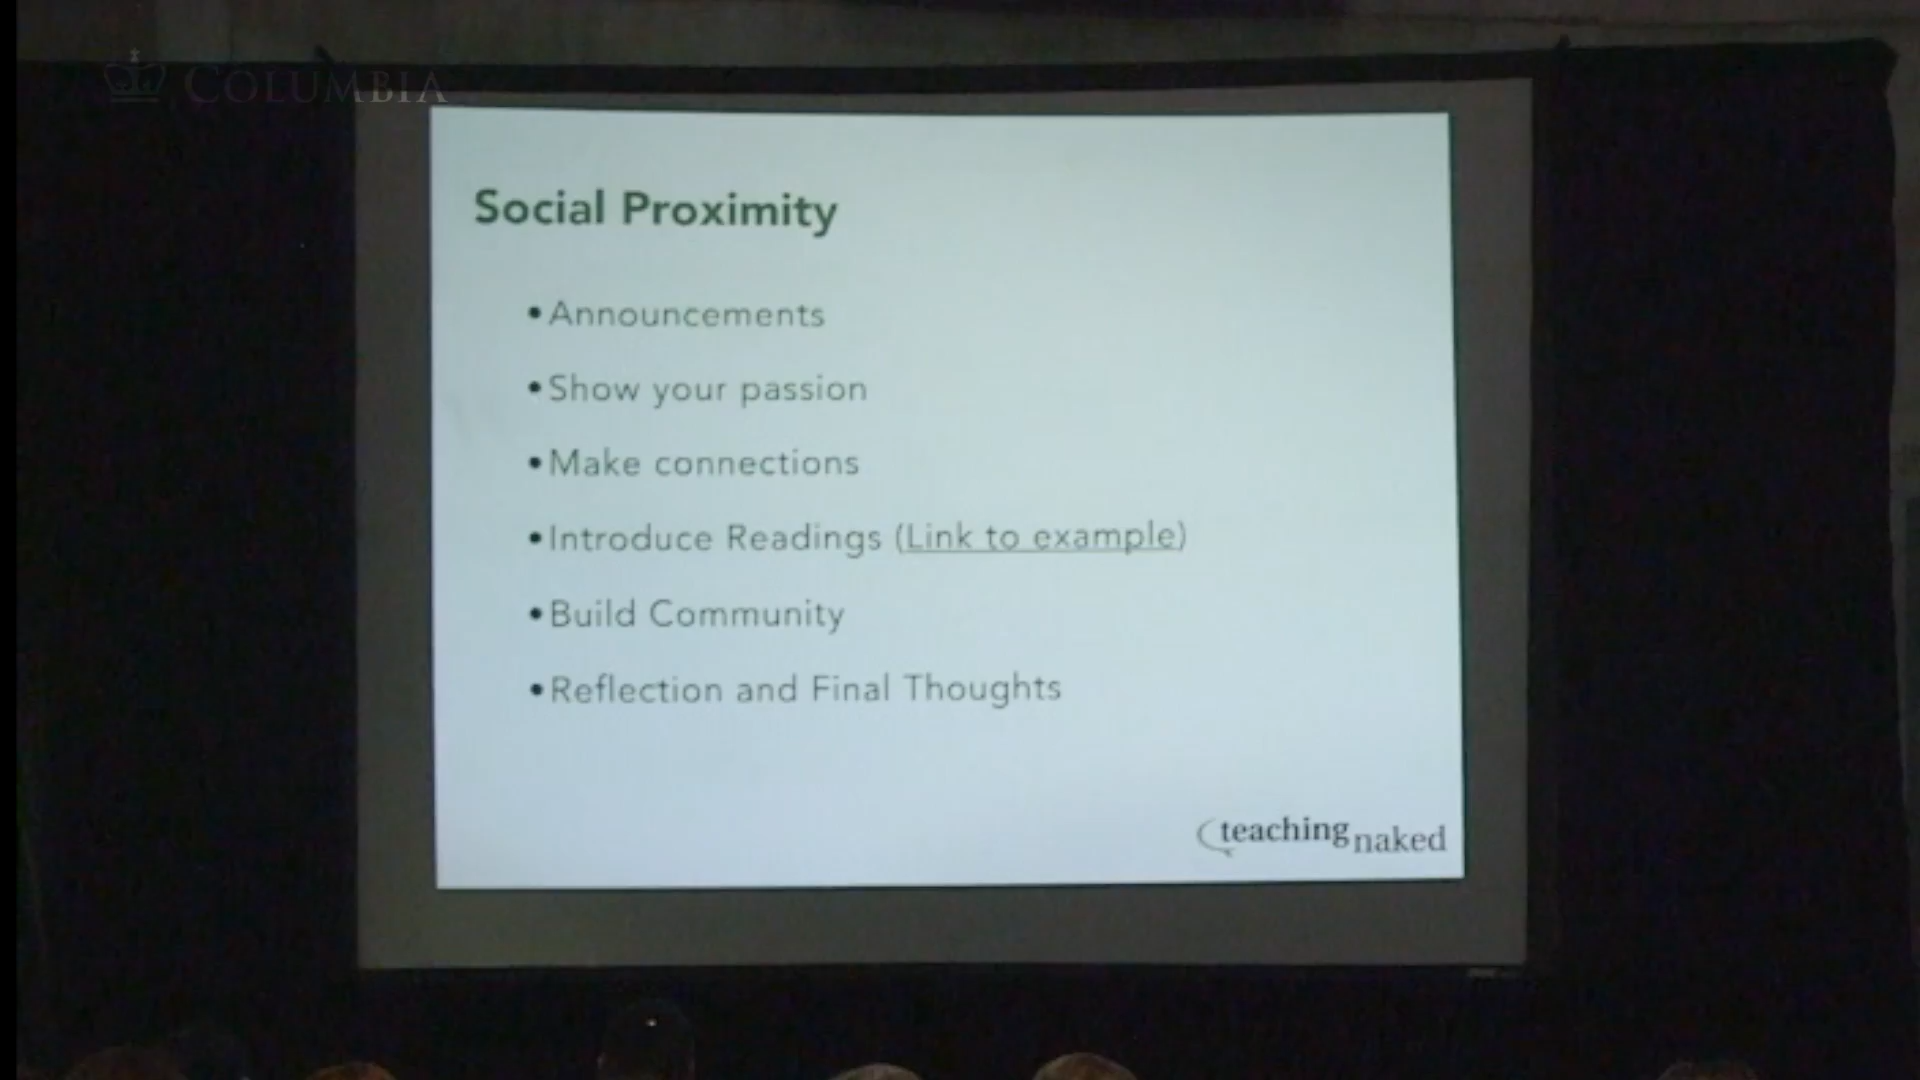 COLUMBIA
Social Proximity
•Announcements
•Show your passion
•Make connections
•Introduce Readings (Link to example)
•Build Community
•Reflection and Final Thoughts
teaching naked